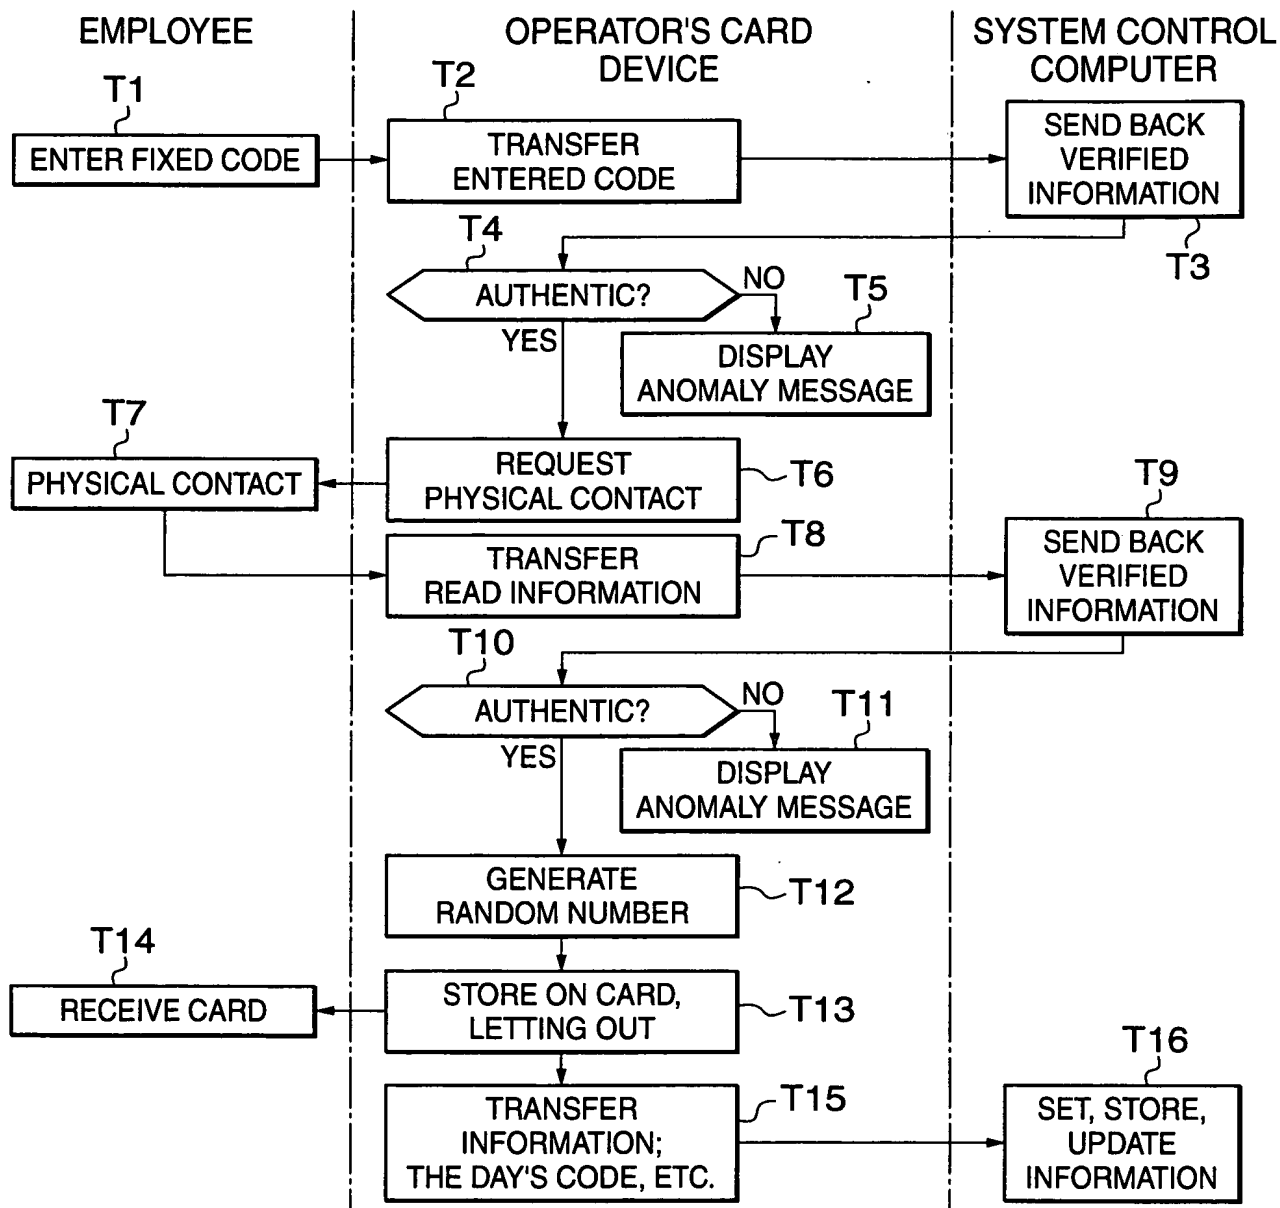 EMPLOYEE
OPERATOR'S CARD
DEVICE
SYSTEM CONTROL
COMPUTER
T1
ENTER FIXED CODE
T2
TRANSFER
ENTERED CODE
SEND BACK
VERIFIED
INFORMATION
T3
T4
AUTHENTIC?
NO
YES
T5
DISPLAY
ANOMALY MESSAGE
T7
PHYSICAL CONTACT
REQUEST
PHYSICAL CONTACT
T6
TRANSFER
READ INFORMATION
T8
T9
SEND BACK
VERIFIED
INFORMATION
T10
AUTHENTIC?
NO
YES
T11
DISPLAY
ANOMALY MESSAGE
GENERATE
RANDOM NUMBER
T12
T14
RECEIVE CARD
STORE ON CARD,
LETTING OUT
T13
TRANSFER
INFORMATION;
THE DAY'S CODE, ETC.
T15
T16
SET, STORE,
UPDATE
INFORMATION